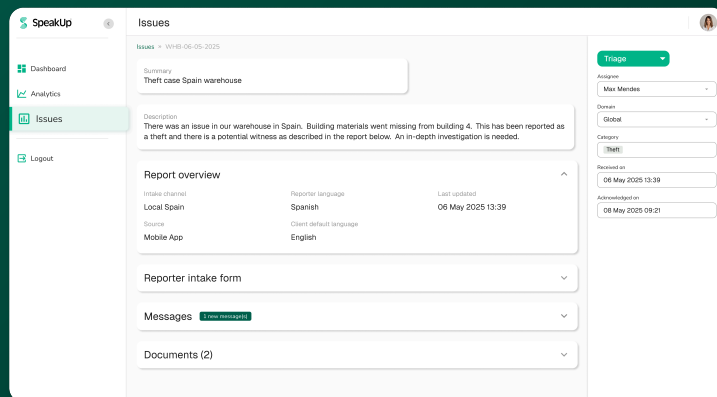 SpeakUp
Issues
Issues > WHB-06-05-2025
Dashboard
Analytics
Issues
Logout
Summary
Theft case Spain warehouse
Description
There was an issue in our warehouse in Spain. Building materials went missing from building 4. This has been reported as
a theft and there is a potential witness as described in the report below. An in-depth investigation is needed.
Report overview
Intake channel
Reporter language
Last updated
Local Spain
Spanish
06 May 2025 13:39
Source
Client default language
Mobile App
English
Reporter intake form
Messages 1 new message(s)
Documents (2)
Triage
Assignee
Max Mendes
Domain
Global
Category
Theft
Received on
06 May 2025 13:39
Acknowledged on
08 May 2025 09:21